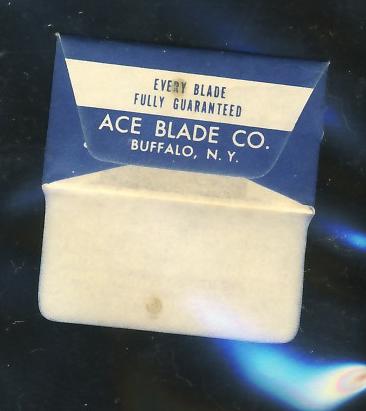 EVERY BLADE
FULLY GUARANTEED
ACE BLADE CO.
BUFFALO, N. Y.